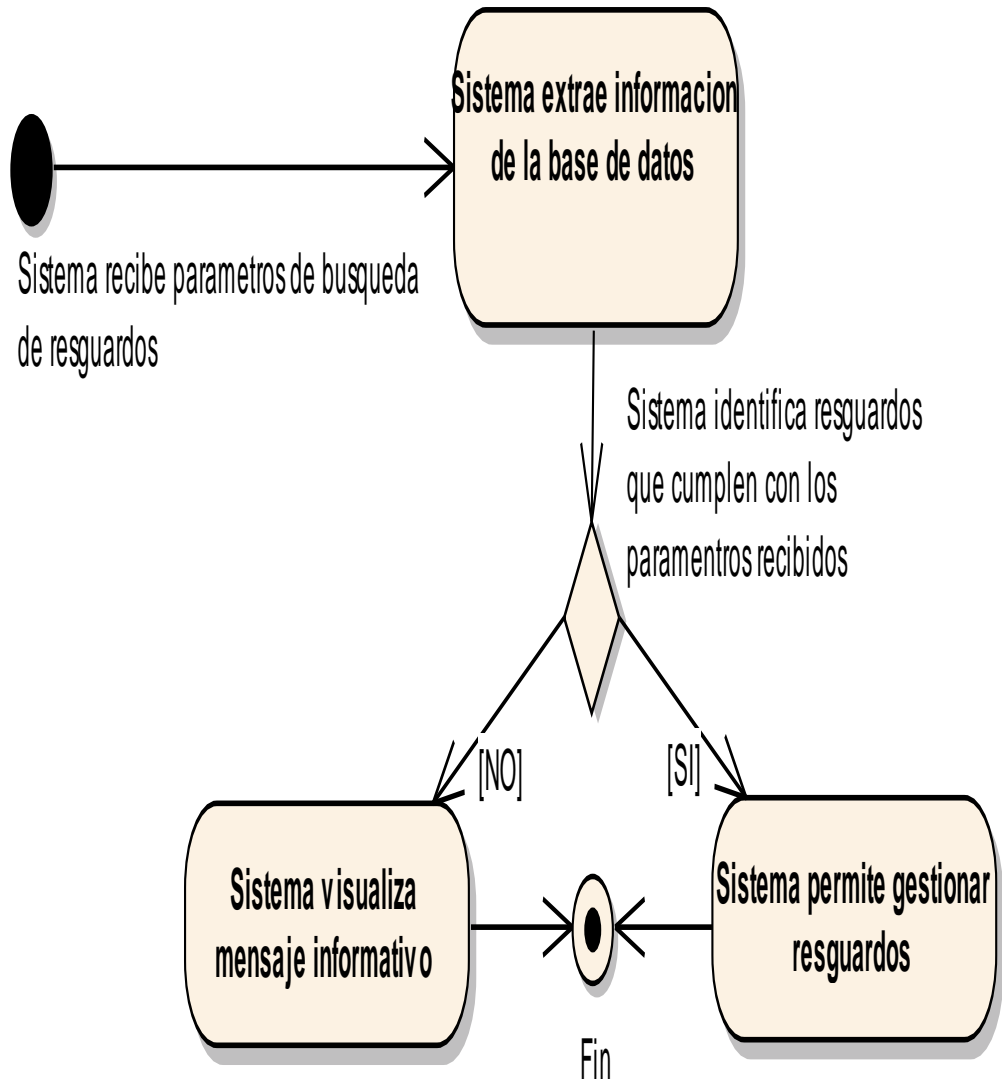 Sistema extrae informacion
de la base de datos
Sistema recibe parametros de busqueda
de resguardos
Sistema identifica resguardos
que cumplen con los
paramentros recibidos
[NO]
[SI]
Sistema visualiza
mensaje informativo
Sistema permite gestionar
resguardos
Fin